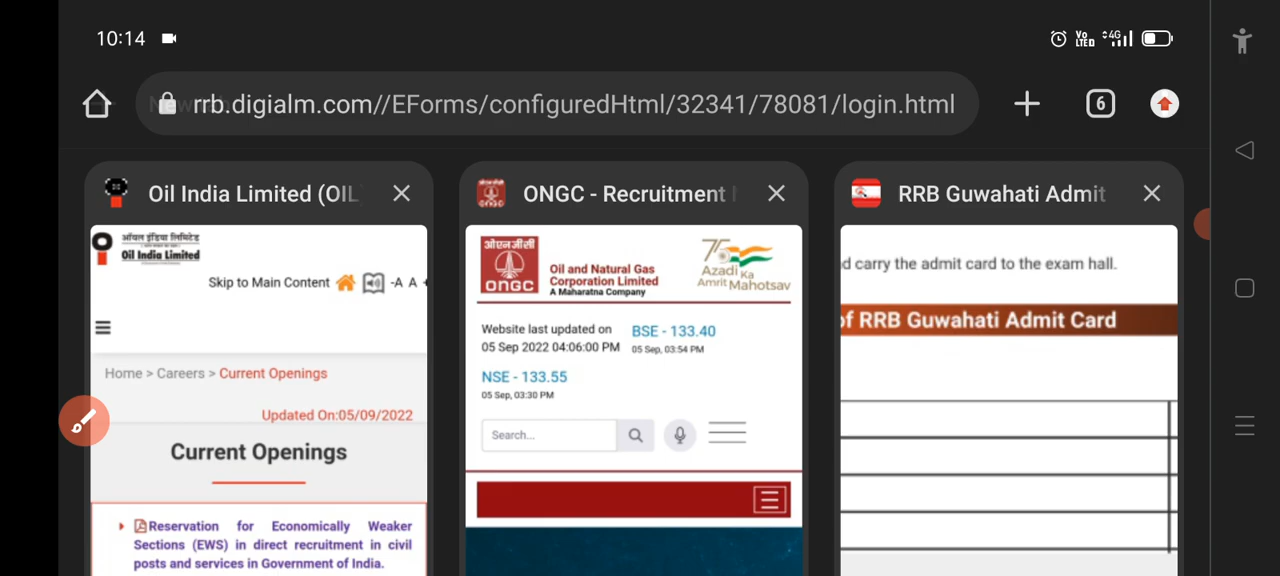 10:14
Vo LTED 4G
rrb.digialm.com//EForms/configuredHtml/32341/78081/login.html
6
Oil India Limited (OIL
ONGC - Recruitment
RRB Guwahati Admit
ऑयल इंडिया लिमिटेड
Oil India Limited
Skip to Main Content -A A +
Home > Careers > Current Openings
Updated On:05/09/2022
Current Openings
Reservation for Economically Weaker
Sections (EWS) in direct recruitment in civil
posts and services in Government of India.
ओएनजीसी
ONGC
Oil and Natural Gas
Corporation Limited
A Maharatna Company
75
Azadi Ka
Amrit Mahotsav
Website last updated on
05 Sep 2022 04:06:00 PM
BSE - 133.40
05 Sep, 03:54 PM
NSE - 133.55
05 Sep, 03:30 PM
Search...
d carry the admit card to the exam hall.
of RRB Guwahati Admit Card